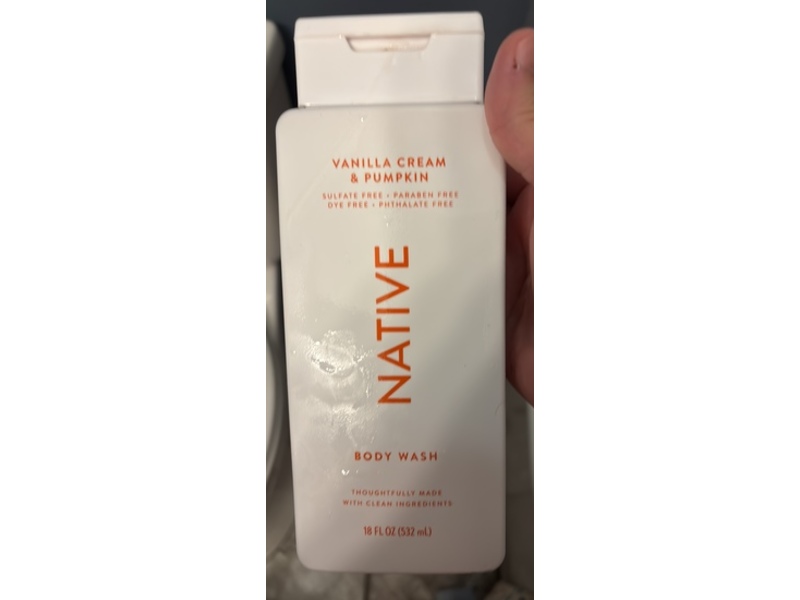 VANILLA CREAM
& PUMPKIN
SULFATE FREE • PARABEN FREE
DYE FREE • PHTHALATE FREE
NATIVE
BODY WASH
THOUGHTFULLY MADE
WITH CLEAN INGREDIENTS
18 FL OZ (532 mL)